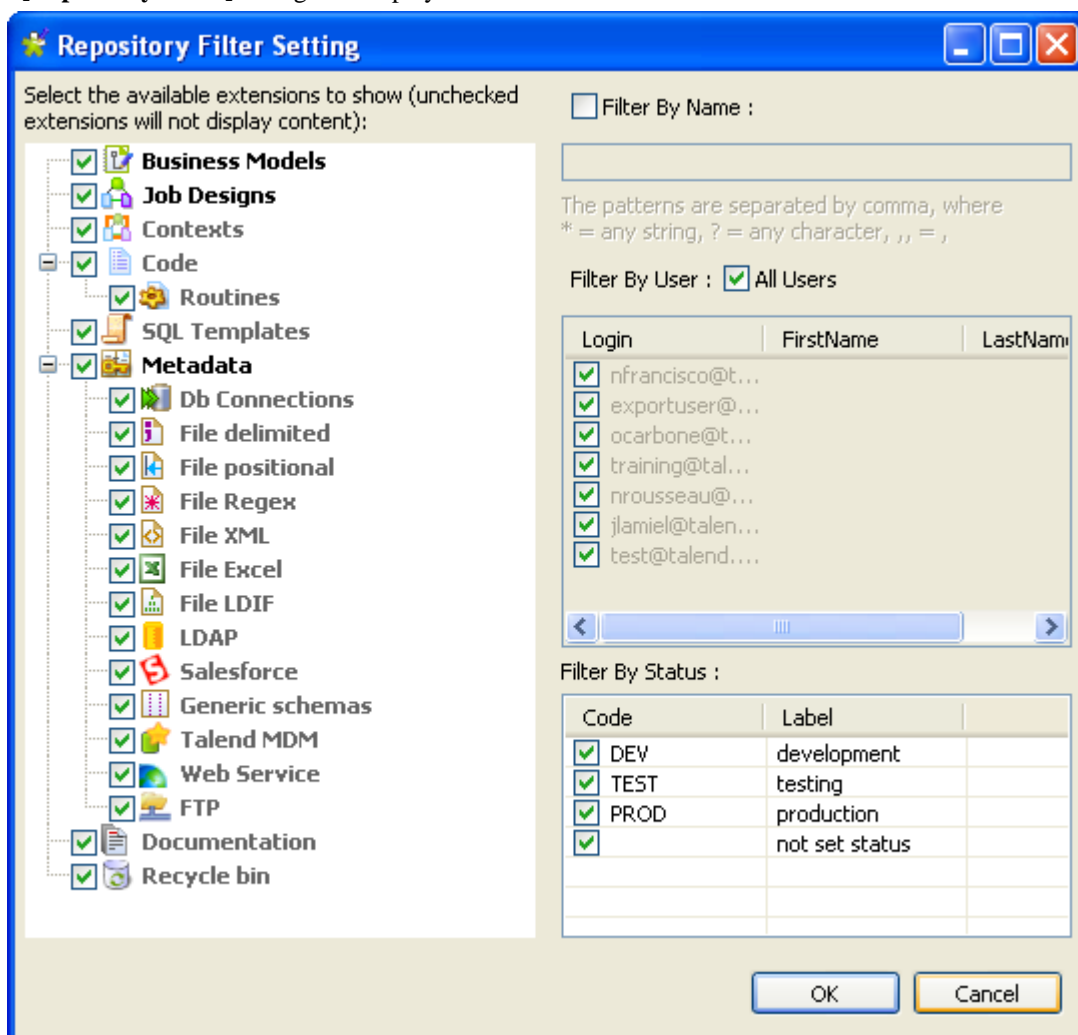 Repository Filter Setting
Select the available extensions to show (unchecked
extensions will not display content):
Business Models
Job Designs
Contexts
Code
Routines
SQL Templates
Metadata
Db Connections
File delimited
File positional
File Regex
File XML
File Excel
File LDIF
LDAP
Salesforce
Generic schemas
Talend MDM
Web Service
FTP
Documentation
Recycle bin
Filter By Name :
The patterns are separated by comma, where
* = any string, ? = any character, ,, = ,
Filter By User : All Users
Login FirstName LastNam
nfrancisco@t...
exportuser@...
ocarbone@t...
training@tal...
nrousseau@...
jlamiel@talen...
test@talend....
Filter By Status :
Code Label
DEV development
TEST testing
PROD production
not set status
OK Cancel